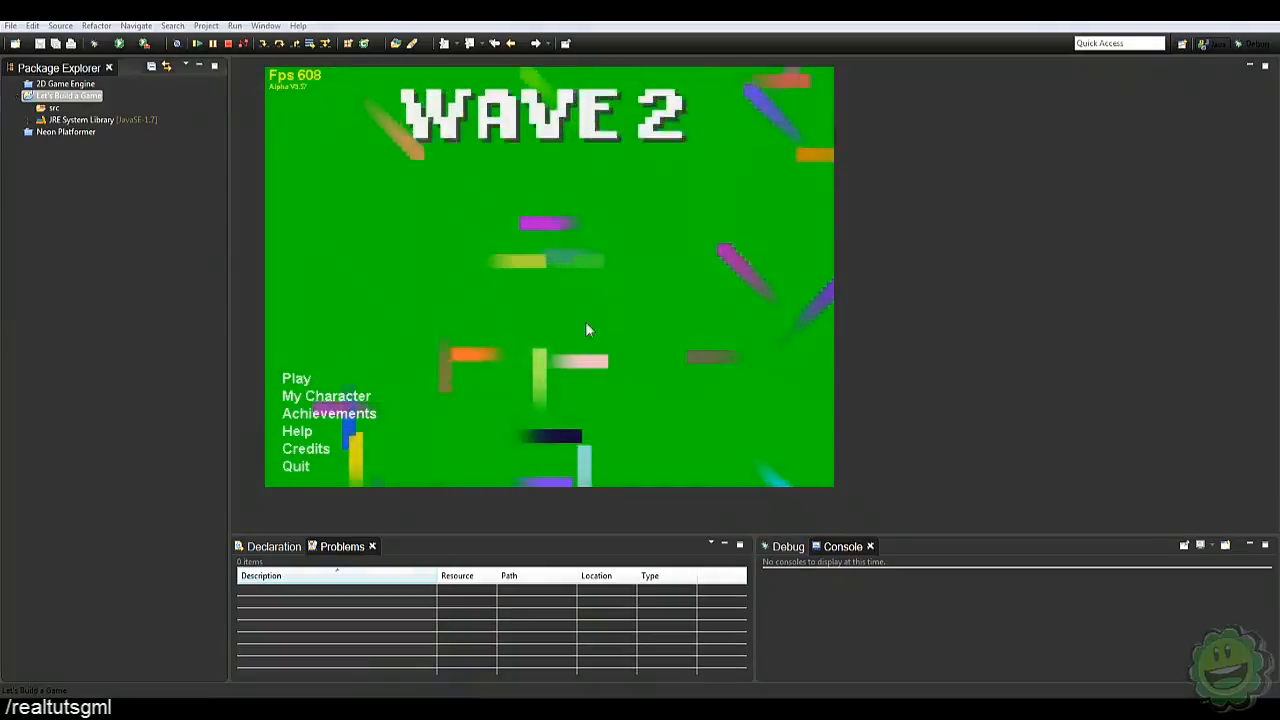 File Edit Source Refactor Navigate Search Project Run Window Help
Quick Access
Java
Debug
Package Explorer
2D Game Engine
Let's Build a Game
src
JRE System Library [JavaSE-1.7]
Neon Platformer
Fps 608
Alpha V3.37
WAVE 2
Play
My Character
Achievements
Help
Credits
Quit
Declaration Problems
0 items
Description Resource Path Location Type
Debug Console
No consoles to display at this time.
Let's Build a Game
/realtutsgml